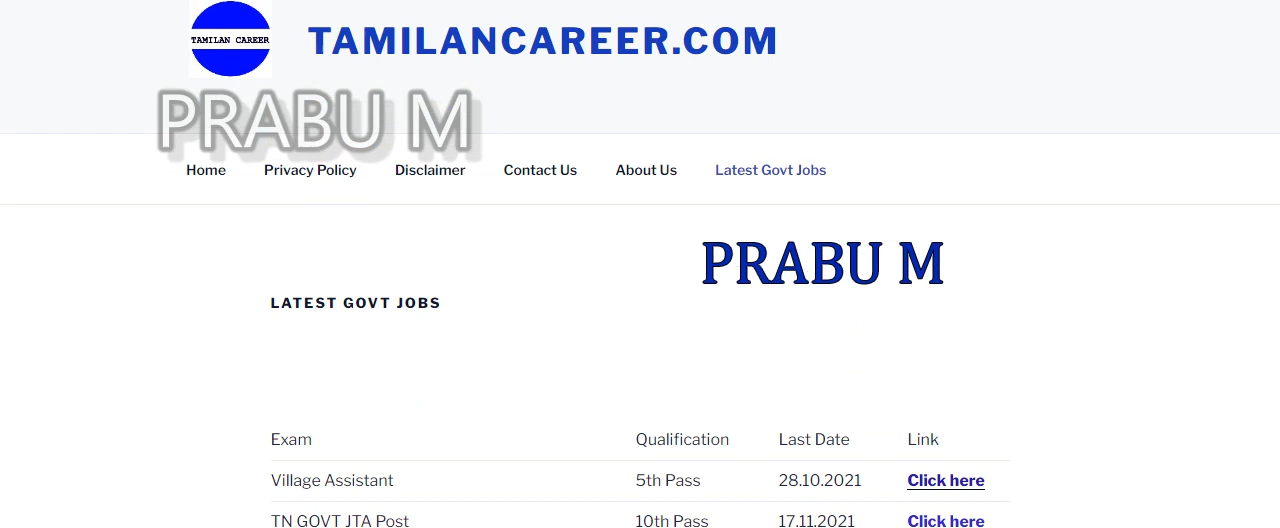 TAMILAN CAREER
TAMILANCAREER.COM
PRABU M
Home Privacy Policy Disclaimer Contact Us About Us Latest Govt Jobs
PRABU M
LATEST GOVT JOBS
Exam Qualification Last Date Link
Village Assistant 5th Pass 28.10.2021 Click here
TN GOVT JTA Post 10th Pass 17.11.2021 Click here